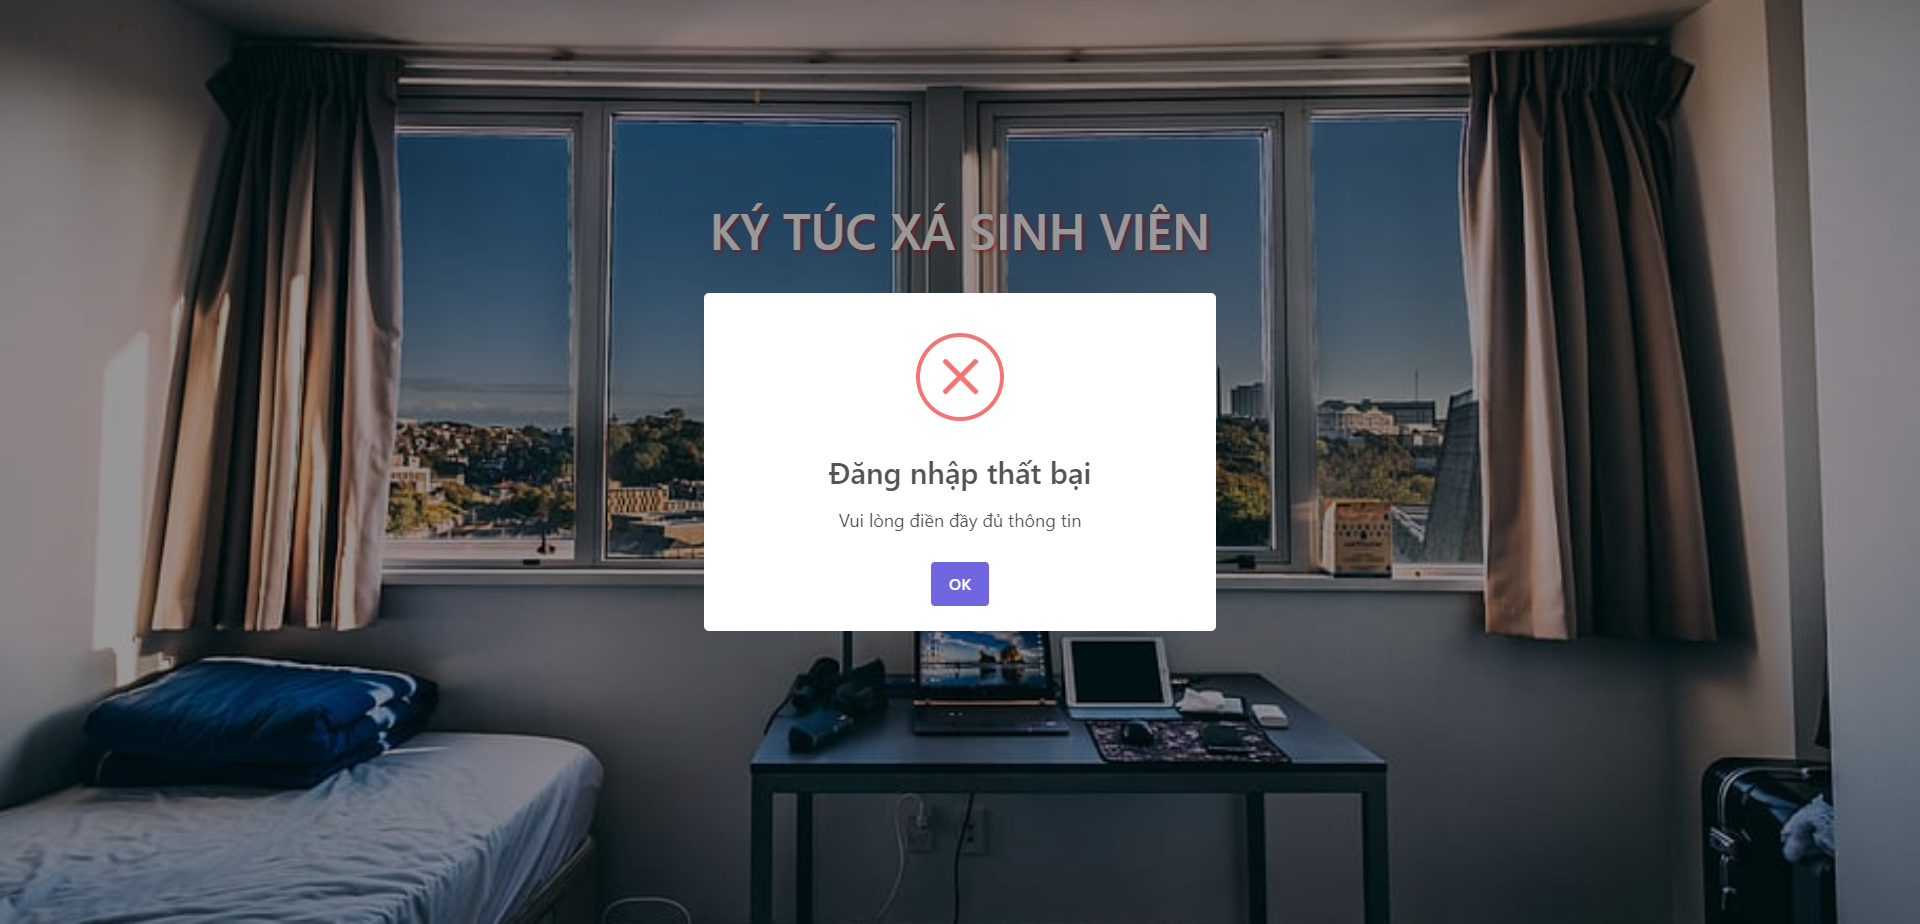 KÝ TÚC XÁ SINH VIÊN
Đăng nhập thất bại
Vui lòng điền đầy đủ thông tin
OK